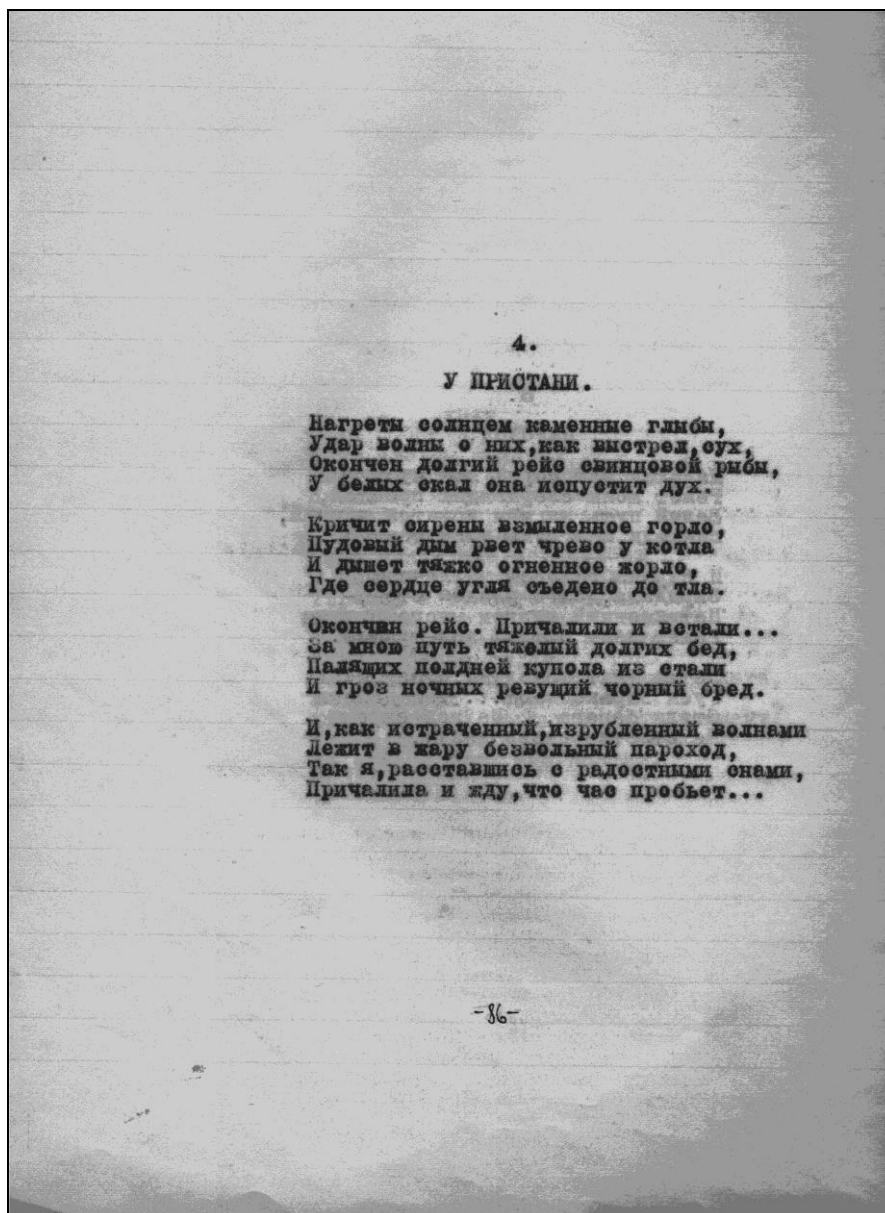 4.
У ПРИСТАНИ.
Нагреты солнцем каменные глыбы,
Удар волны о них,как выстрел,сух,
Окончен долгий рейс свинцовой рыбы,
У белых скал она испустит дух.
Кричит сирены взмыленное горло,
Пудовый дым рвет чрево у котла
И дышет тяжко огненное жорло,
Где сердце угля съедено до тла.
Окончен рейс. Причалили и встали...
За мною путь тяжелый долгих бед,
Палящих полдней купола из стали
И гроз ночных ревущий чорный бред.
И,как истраченный,изрубленный волнами
Лежит в жару безвольный пароход,
Так я,расставшись с радостными снами,
Причалила и жду,что час пробьет...
-86-